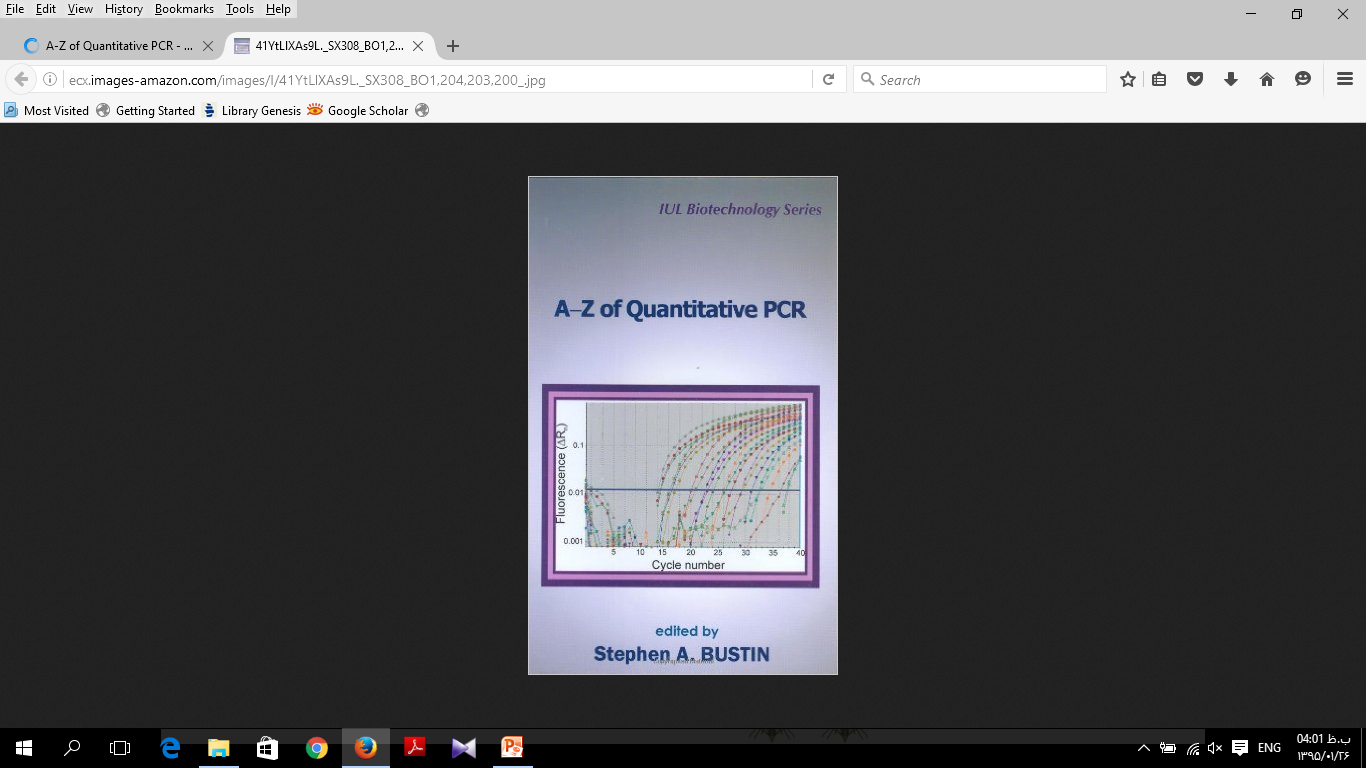 File Edit View History Bookmarks Tools Help
A-Z of Quantitative PCR - ...
41YtLlXAs9L._SX308_BO1,2...
ecx.images-amazon.com/images/I/41YtLlXAs9L._SX308_BO1,204,203,200_.jpg
Search
Most Visited Getting Started Library Genesis Google Scholar
IUL Biotechnology Series
A–Z of Quantitative PCR
Fluorescence (ΔRn)
0.1
0.01
0.001
5 10 15 20 25 30 35 40
Cycle number
edited by
Stephen A. BUSTIN
ENG
04:01 ب.ظ
۱۳۹۵/۰۱/۲۶